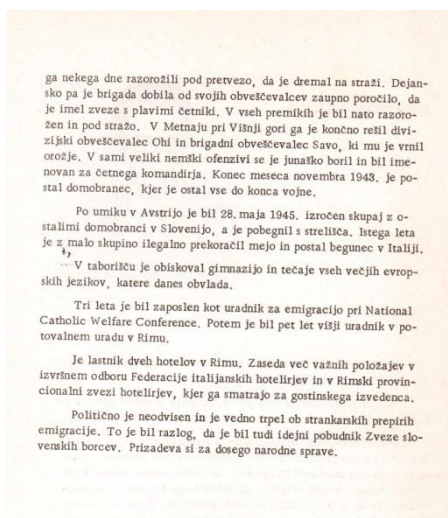 ga nekega dne razorožili pod pretvezo, da je dremal na straži. Dejan-
sko pa je brigada dobila od svojih obveščevalcev zaupno poročilo, da
je imel zveze s plavimi četniki. V vseh premikih je bil nato razoro-
žen in pod stražo. V Metnaju pri Višnji gori ga je končno rešil divi-
zijski obveščevalec Ohi in brigadni obveščevalec Savo, ki mu je vrnil
orožje. V sami veliki nemški ofenzivi se je junaško boril in bil ime-
novan za četnega komandirja. Konec meseca novembra 1943. je po-
stal domobranec, kjer je ostal vse do konca vojne.
Po umiku v Avstrijo je bil 28. maja 1945. izročen skupaj z o-
stalimi domobranci v Slovenijo, a je pobegnil s strelišča. Istega leta
je z malo skupino ilegalno prekoračil mejo in postal begunec v Italiji.
V taborišču je obiskoval gimnazijo in tečaje vseh večjih evrop-
skih jezikov, katere danes obvlada.
Tri leta je bil zaposlen kot uradnik za emigracijo pri National
Catholic Welfare Conference. Potem je bil pet let višji uradnik v po-
tovalnem uradu v Rimu.
Je lastnik dveh hotelov v Rimu. Zaseda več važnih položajev v
izvršnem odboru Federacije italijanskih hotelirjev in v Rimski provin-
cionalni zvezi hotelirjev, kjer ga smatrajo za gostinskega izvedenca.
Politično je neodvisen in je vedno trpel ob strankarskih prepirih
emigracije. To je bil razlog, da je bil tudi idejni pobudnik Zveze slo-
venskih borcev. Prizadeva si za dosego narodne sprave.